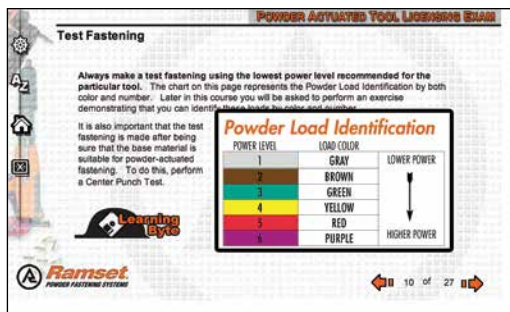 POWDER ACTUATED TOOL LICENSING EXAM
Test Fastening
Always make a test fastening using the lowest power level recommended for the
particular tool. The chart on this page represents the Powder Load Identification by both
color and number. Later in this course you will be asked to perform an exercise
demonstrating that you can identify these loads by color and number.
It is also important that the test
fastening is made after being
sure that the base material is
suitable for powder-actuated
fastening. To do this, perform
a Center Punch Test.
Powder Load Identification
POWER LEVEL LOAD COLOR
1 GRAY LOWER POWER
2 BROWN
3 GREEN
4 YELLOW
5 RED
6 PURPLE HIGHER POWER
Learning
Byte
A
Z
X
Ramset
POWDER FASTENING SYSTEMS
10 of 27